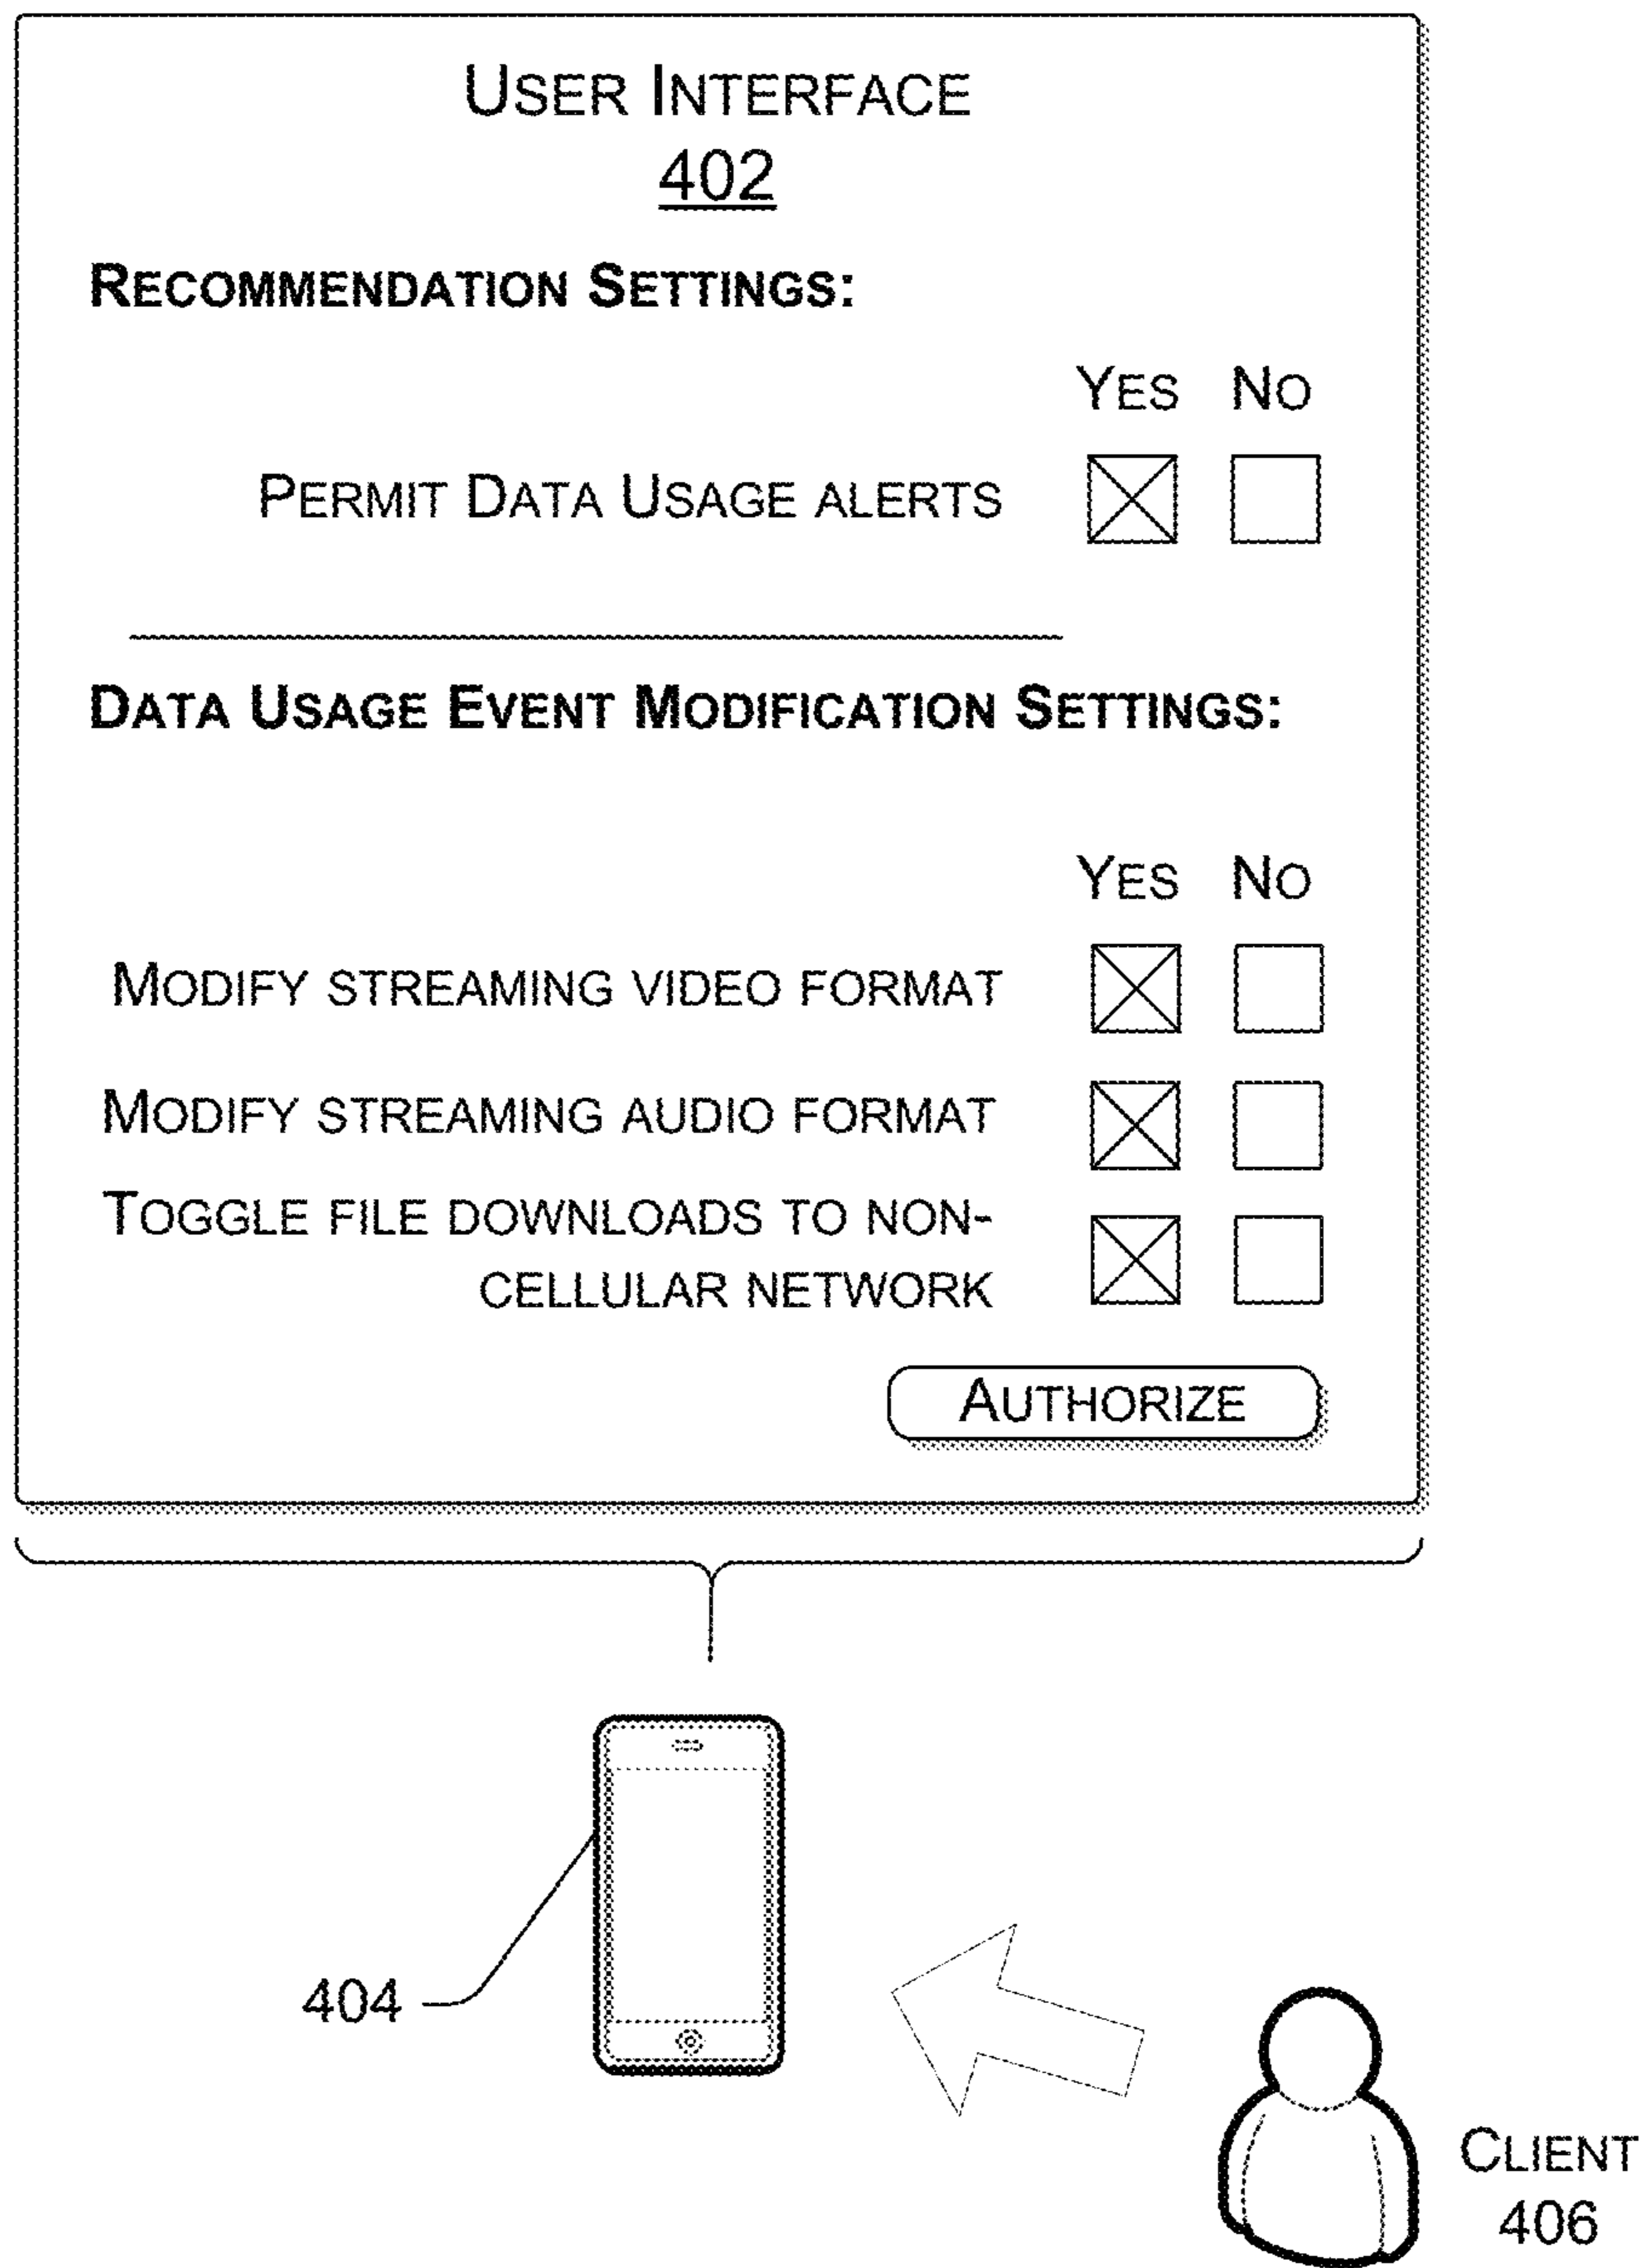 USER INTERFACE
402
RECOMMENDATION SETTINGS:
YES NO
PERMIT DATA USAGE ALERTS
DATA USAGE EVENT MODIFICATION SETTINGS:
YES NO
MODIFY STREAMING VIDEO FORMAT
MODIFY STREAMING AUDIO FORMAT
TOGGLE FILE DOWNLOADS TO NON-
CELLULAR NETWORK
AUTHORIZE
404
CLIENT
406